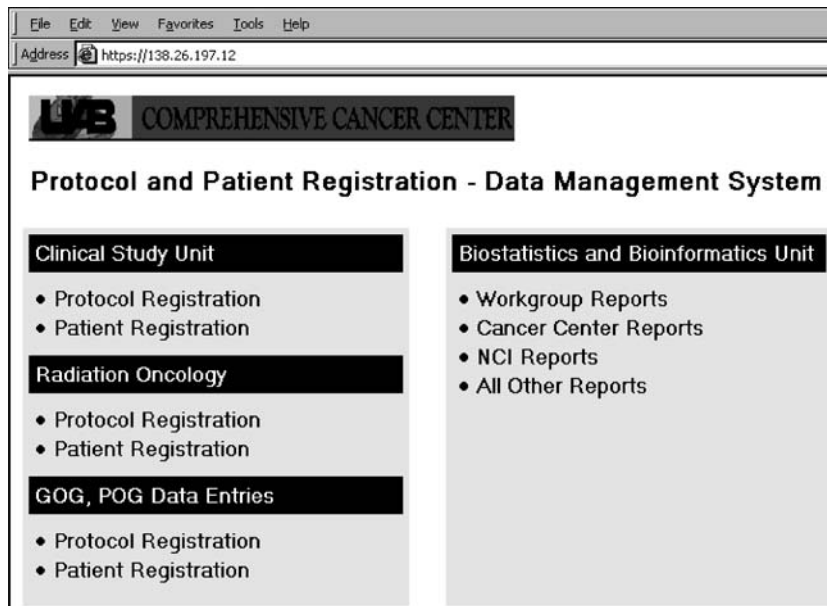 File Edit View Favorites Tools Help
Address https://138.26.197.12
UAB COMPREHENSIVE CANCER CENTER
Protocol and Patient Registration - Data Management System
Clinical Study Unit
• Protocol Registration
• Patient Registration
Radiation Oncology
• Protocol Registration
• Patient Registration
GOG, POG Data Entries
• Protocol Registration
• Patient Registration
Biostatistics and Bioinformatics Unit
• Workgroup Reports
• Cancer Center Reports
• NCI Reports
• All Other Reports